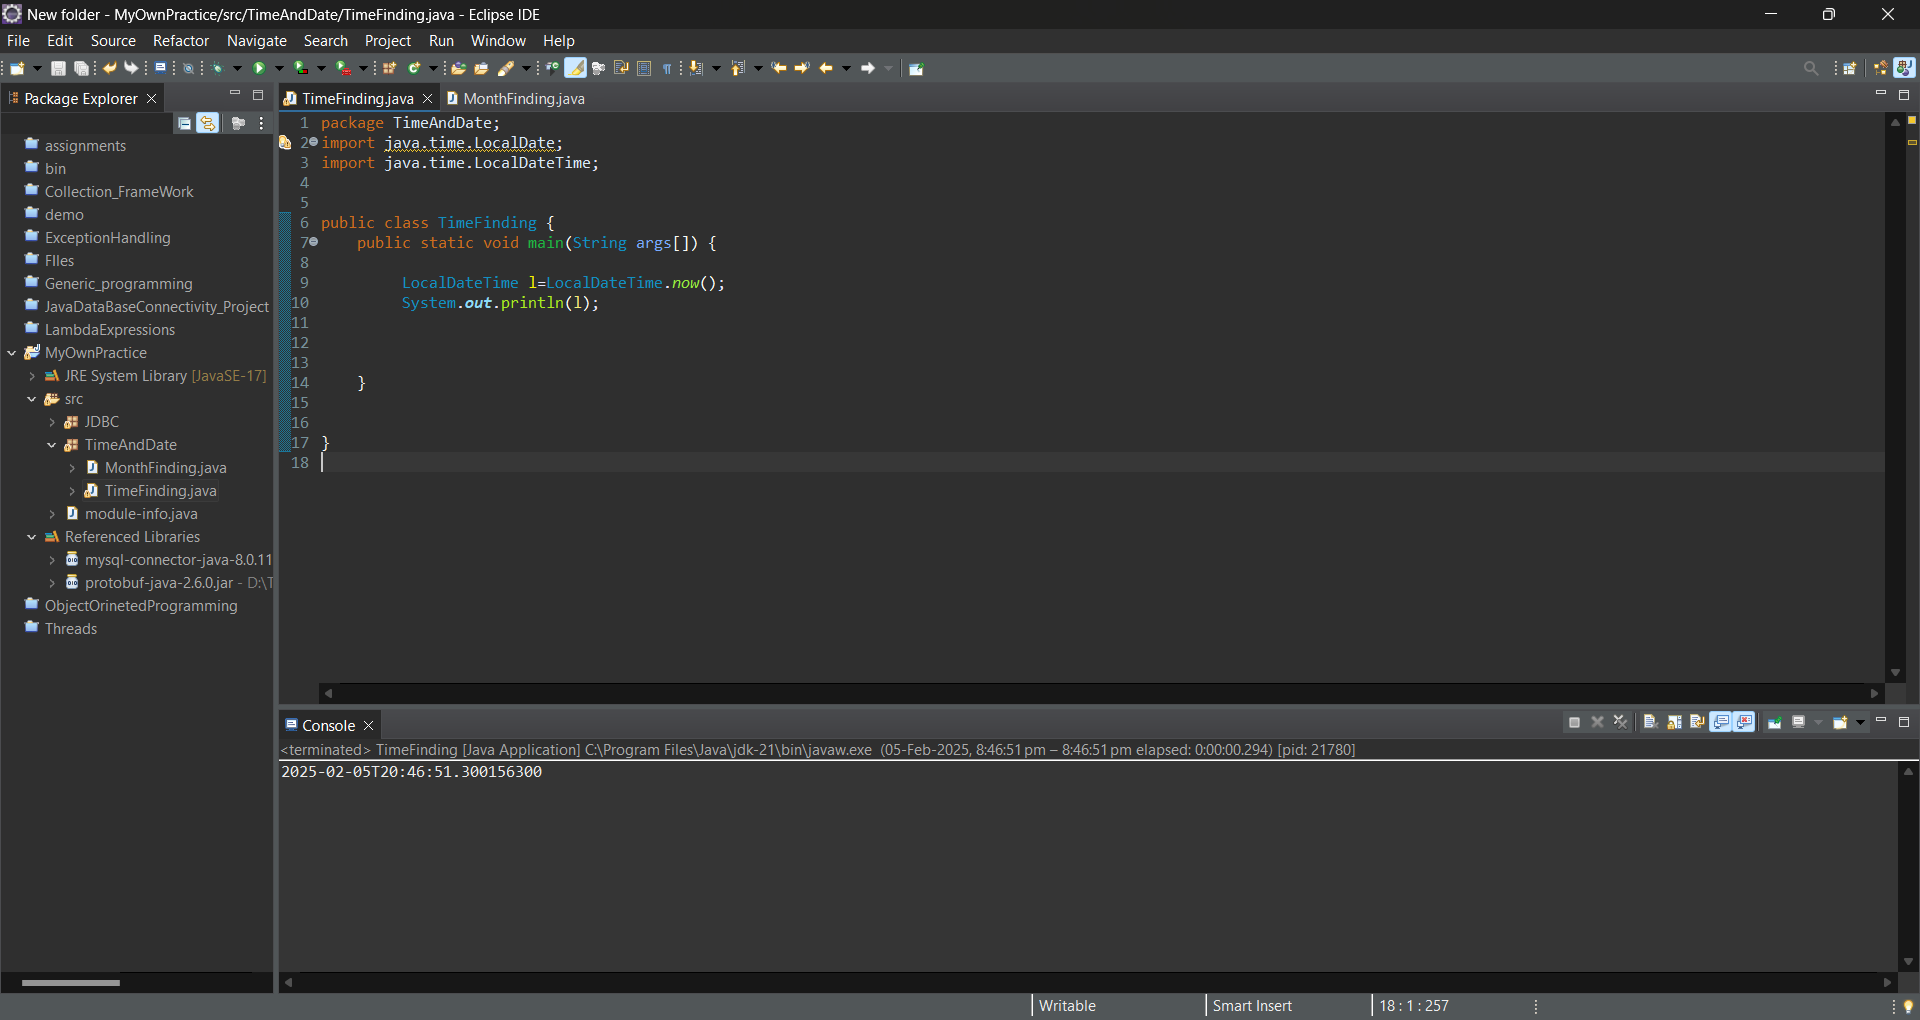 New folder - MyOwnPractice/src/TimeAndDate/TimeFinding.java - Eclipse IDE
File Edit Source Refactor Navigate Search Project Run Window Help
Package Explorer
assignments
bin
Collection_FrameWork
demo
ExceptionHandling
FIles
Generic_programming
JavaDataBaseConnectivity_Project
LambdaExpressions
MyOwnPractice
JRE System Library [JavaSE-17]
src
JDBC
TimeAndDate
MonthFinding.java
TimeFinding.java
module-info.java
Referenced Libraries
mysql-connector-java-8.0.11
protobuf-java-2.6.0.jar - D:\T
ObjectOrinetedProgramming
Threads
TimeFinding.java MonthFinding.java
1 package TimeAndDate;
2 import java.time.LocalDate;
3 import java.time.LocalDateTime;
4
5
6 public class TimeFinding {
7 public static void main(String args[]) {
8
9 LocalDateTime l=LocalDateTime.now();
10 System.out.println(l);
11
12
13
14 }
15
16
17 }
18
Console
<terminated> TimeFinding [Java Application] C:\Program Files\Java\jdk-21\bin\javaw.exe (05-Feb-2025, 8:46:51 pm – 8:46:51 pm elapsed: 0:00:00.294) [pid: 21780]
2025-02-05T20:46:51.300156300
Writable Smart Insert 18 : 1 : 257